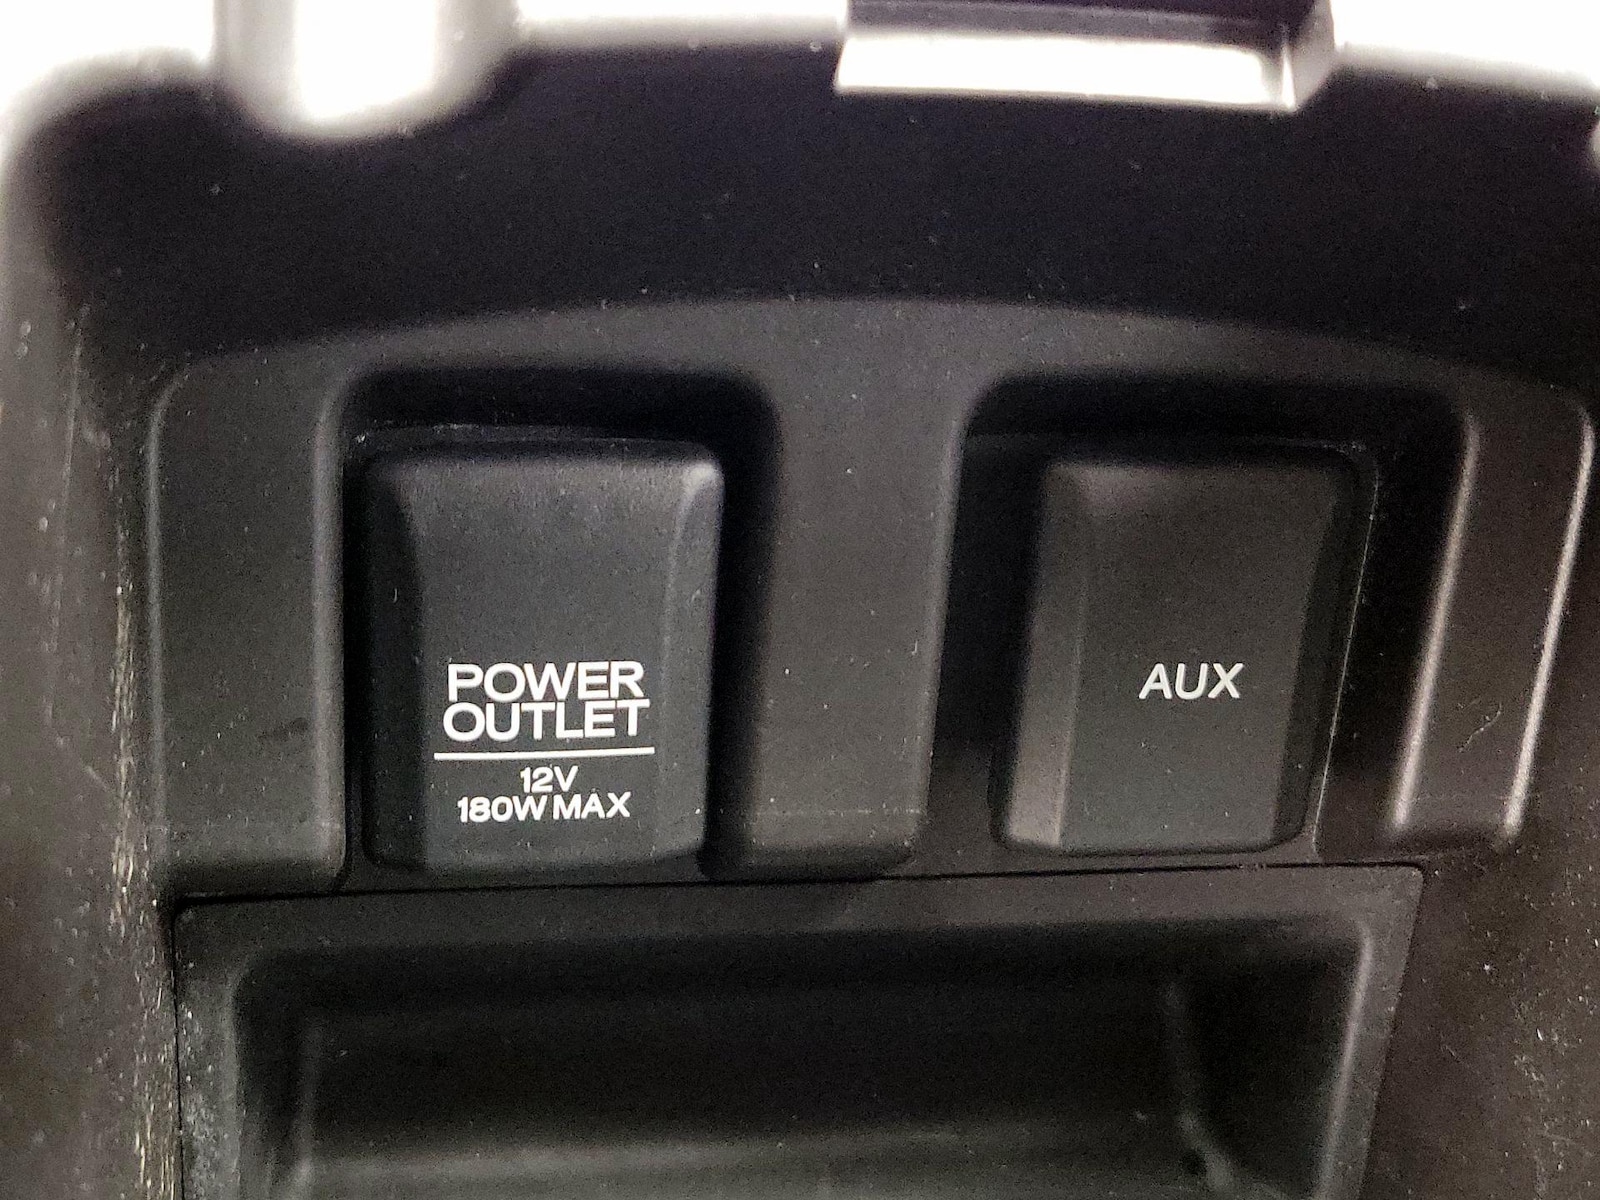 POWER
OUTLET
12V
180W MAX
AUX